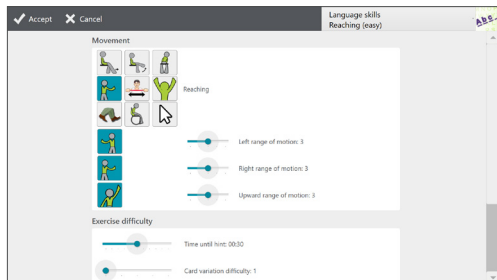 Accept
Cancel
Language skills
Reaching (easy)
Abc
Movement
Reaching
Left range of motion: 3
Right range of motion: 3
Upward range of motion: 3
Exercise difficulty
Time until hint: 00:30
Card variation difficulty: 1